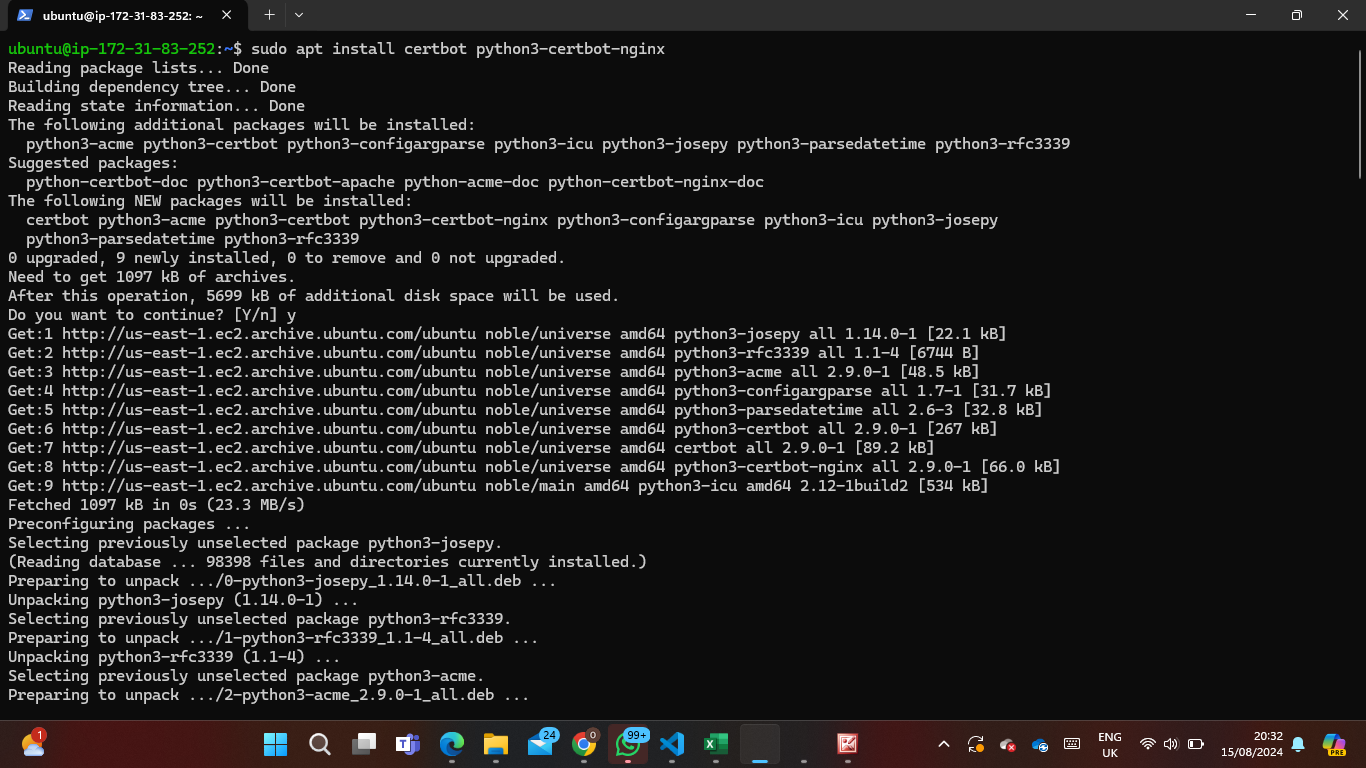 ubuntu@ip-172-31-83-252: ~
ubuntu@ip-172-31-83-252:~$ sudo apt install certbot python3-certbot-nginx
Reading package lists... Done
Building dependency tree... Done
Reading state information... Done
The following additional packages will be installed:
  python3-acme python3-certbot python3-configargparse python3-icu python3-josepy python3-parsedatetime python3-rfc3339
Suggested packages:
  python-certbot-doc python3-certbot-apache python-acme-doc python-certbot-nginx-doc
The following NEW packages will be installed:
  certbot python3-acme python3-certbot python3-certbot-nginx python3-configargparse python3-icu python3-josepy
  python3-parsedatetime python3-rfc3339
0 upgraded, 9 newly installed, 0 to remove and 0 not upgraded.
Need to get 1097 kB of archives.
After this operation, 5699 kB of additional disk space will be used.
Do you want to continue? [Y/n] y
Get:1 http://us-east-1.ec2.archive.ubuntu.com/ubuntu noble/universe amd64 python3-josepy all 1.14.0-1 [22.1 kB]
Get:2 http://us-east-1.ec2.archive.ubuntu.com/ubuntu noble/universe amd64 python3-rfc3339 all 1.1-4 [6744 B]
Get:3 http://us-east-1.ec2.archive.ubuntu.com/ubuntu noble/universe amd64 python3-acme all 2.9.0-1 [48.5 kB]
Get:4 http://us-east-1.ec2.archive.ubuntu.com/ubuntu noble/universe amd64 python3-configargparse all 1.7-1 [31.7 kB]
Get:5 http://us-east-1.ec2.archive.ubuntu.com/ubuntu noble/universe amd64 python3-parsedatetime all 2.6-3 [32.8 kB]
Get:6 http://us-east-1.ec2.archive.ubuntu.com/ubuntu noble/universe amd64 python3-certbot all 2.9.0-1 [267 kB]
Get:7 http://us-east-1.ec2.archive.ubuntu.com/ubuntu noble/universe amd64 certbot all 2.9.0-1 [89.2 kB]
Get:8 http://us-east-1.ec2.archive.ubuntu.com/ubuntu noble/universe amd64 python3-certbot-nginx all 2.9.0-1 [66.0 kB]
Get:9 http://us-east-1.ec2.archive.ubuntu.com/ubuntu noble/main amd64 python3-icu amd64 2.12-1build2 [534 kB]
Fetched 1097 kB in 0s (23.3 MB/s)
Preconfiguring packages ...
Selecting previously unselected package python3-josepy.
(Reading database ... 98398 files and directories currently installed.)
Preparing to unpack .../0-python3-josepy_1.14.0-1_all.deb ...
Unpacking python3-josepy (1.14.0-1) ...
Selecting previously unselected package python3-rfc3339.
Preparing to unpack .../1-python3-rfc3339_1.1-4_all.deb ...
Unpacking python3-rfc3339 (1.1-4) ...
Selecting previously unselected package python3-acme.
Preparing to unpack .../2-python3-acme_2.9.0-1_all.deb ...
1
24
0
99+
ENG
UK
20:32
15/08/2024
PRE